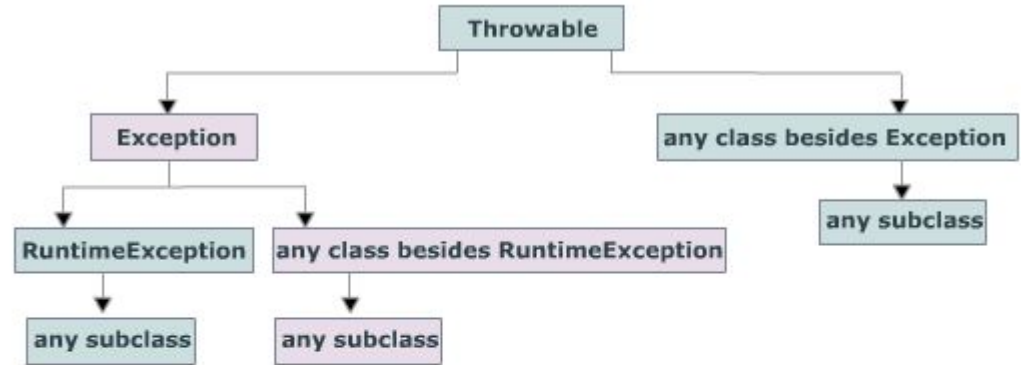 Throwable
Exception
any class besides Exception
any subclass
RuntimeException
any class besides RuntimeException
any subclass
any subclass